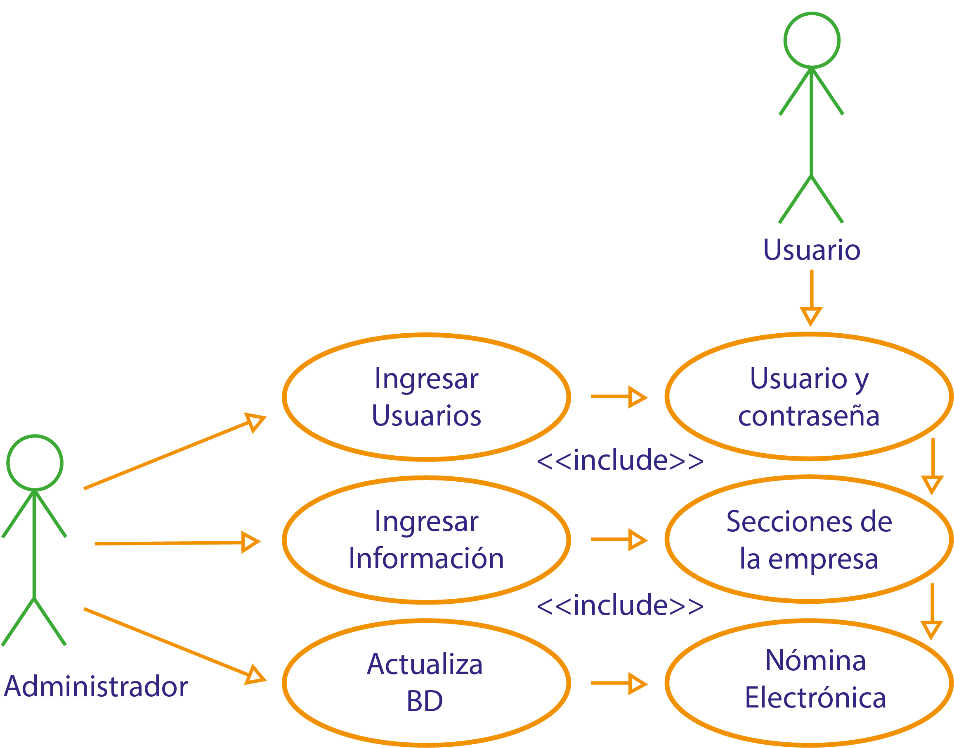 Usuario
Ingresar
Usuarios
Usuario y
contraseña
<<include>>
Ingresar
Información
Secciones de
la empresa
<<include>>
Administrador
Actualiza
BD
Nómina
Electrónica